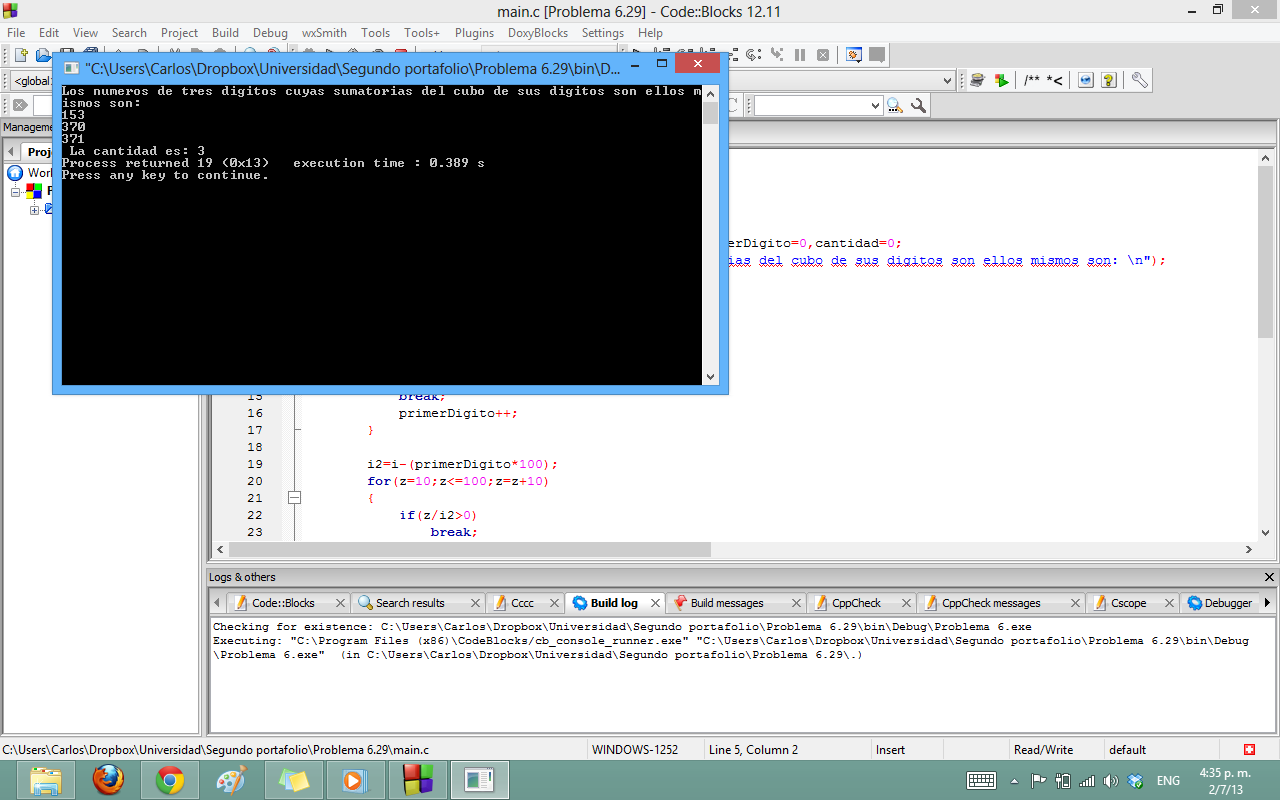 main.c [Problema 6.29] - Code::Blocks 12.11
File Edit View Search Project Build Debug wxSmith Tools Tools+ Plugins DoxyBlocks Settings Help
"C:\Users\Carlos\Dropbox\Universidad\Segundo portafolio\Problema 6.29\bin\D...
<global
/** *<
Los numeros de tres digitos cuyas sumatorias del cubo de sus digitos son ellos m
ismos son:
153
370
371
La cantidad es: 3
Process returned 19 (0x13) execution time : 0.389 s
Press any key to continue.
Manageme
Proj
Work
P
erDigito=0,cantidad=0;
ias del cubo de sus digitos son ellos mismos son: \n");
15 break;
16 primerDigito++;
17 }
18
19 i2=i-(primerDigito*100);
20 for(z=10;z<=100;z=z+10)
21 {
22 if(z/i2>0)
23 break;
Logs & others
Code::Blocks Search results Cccc Build log Build messages CppCheck CppCheck messages Cscope Debugger
Checking for existence: C:\Users\Carlos\Dropbox\Universidad\Segundo portafolio\Problema 6.29\bin\Debug\Problema 6.exe
Executing: "C:\Program Files (x86)\CodeBlocks/cb_console_runner.exe" "C:\Users\Carlos\Dropbox\Universidad\Segundo portafolio\Problema 6.29\bin\Debug
\Problema 6.exe" (in C:\Users\Carlos\Dropbox\Universidad\Segundo portafolio\Problema 6.29\.)
C:\Users\Carlos\Dropbox\Universidad\Segundo portafolio\Problema 6.29\main.c WINDOWS-1252 Line 5, Column 2 Insert Read/Write default
ENG
4:35 p. m.
2/7/13